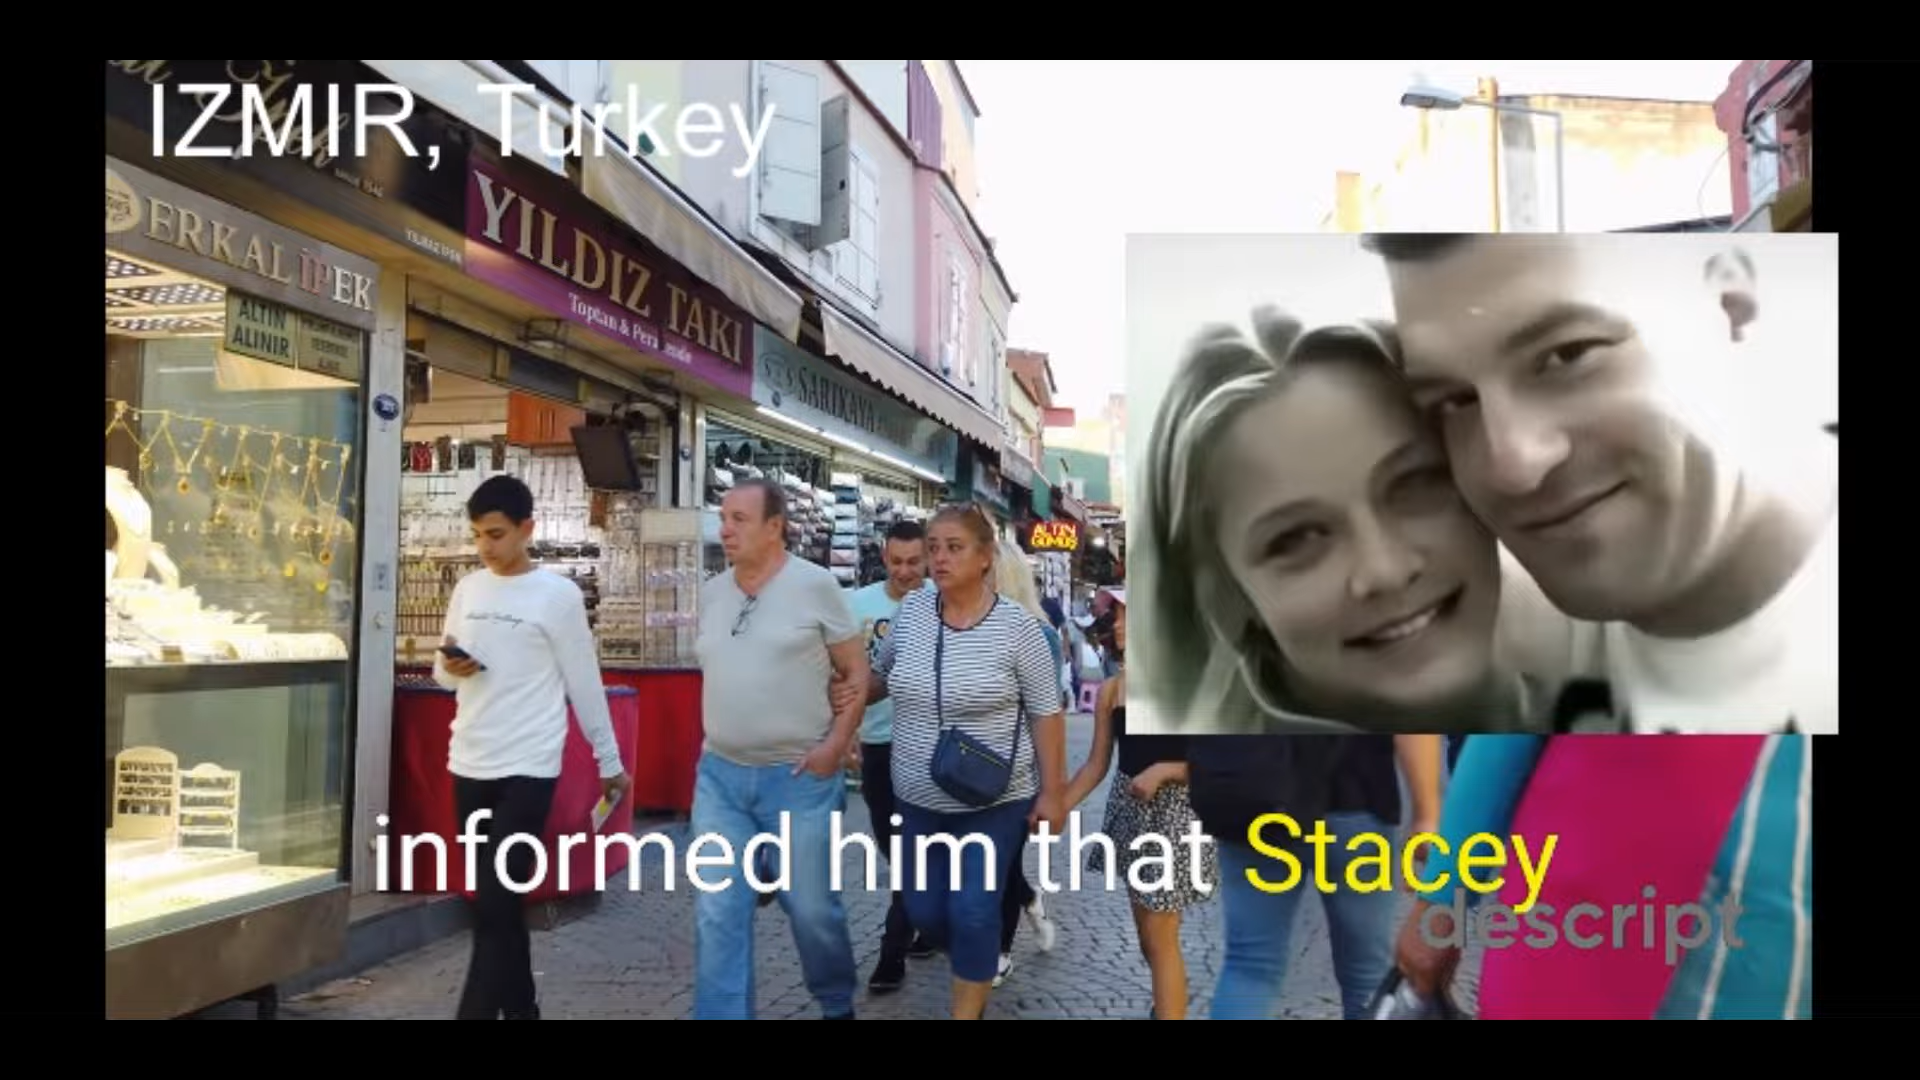 IZMIR, Turkey
ERKAL İPEK
ALTIN
ALINIR
YILDIZ TAKI
Toptan & Perakende
SARIKAYA
ALTIN
GÜMÜŞ
informed him that Stacey
descript